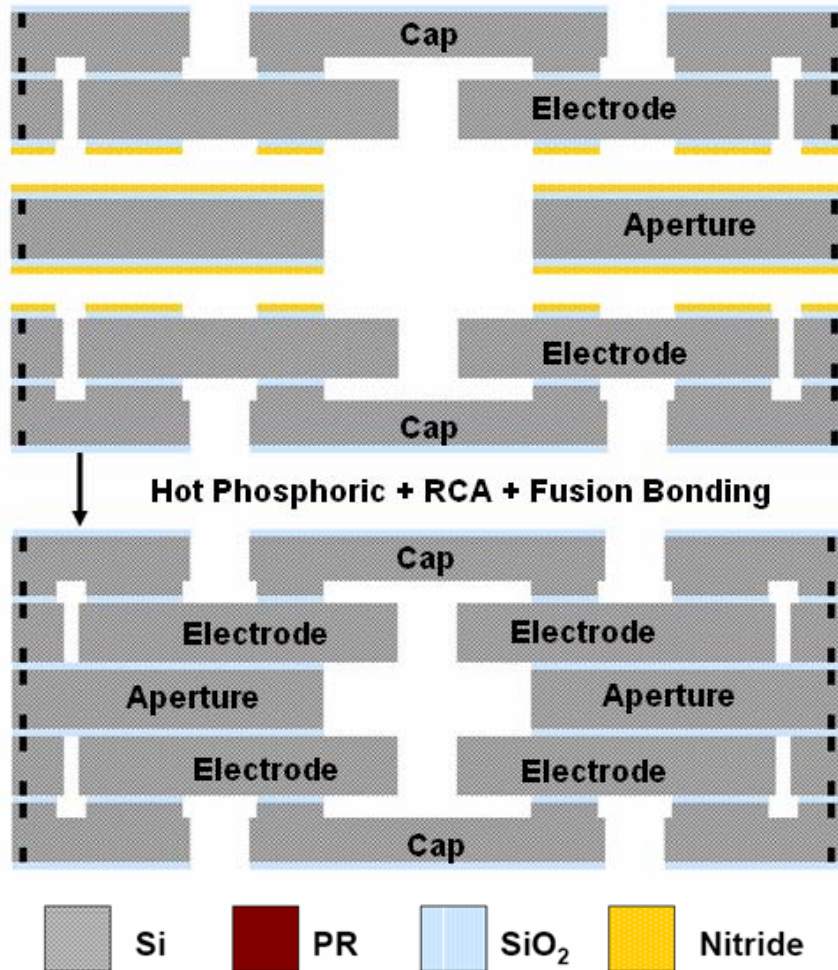 Cap
Electrode
Aperture
Electrode
Cap
Hot Phosphoric + RCA + Fusion Bonding
Cap
Electrode Electrode
Aperture Aperture
Electrode Electrode
Cap
Si PR SiO2 Nitride